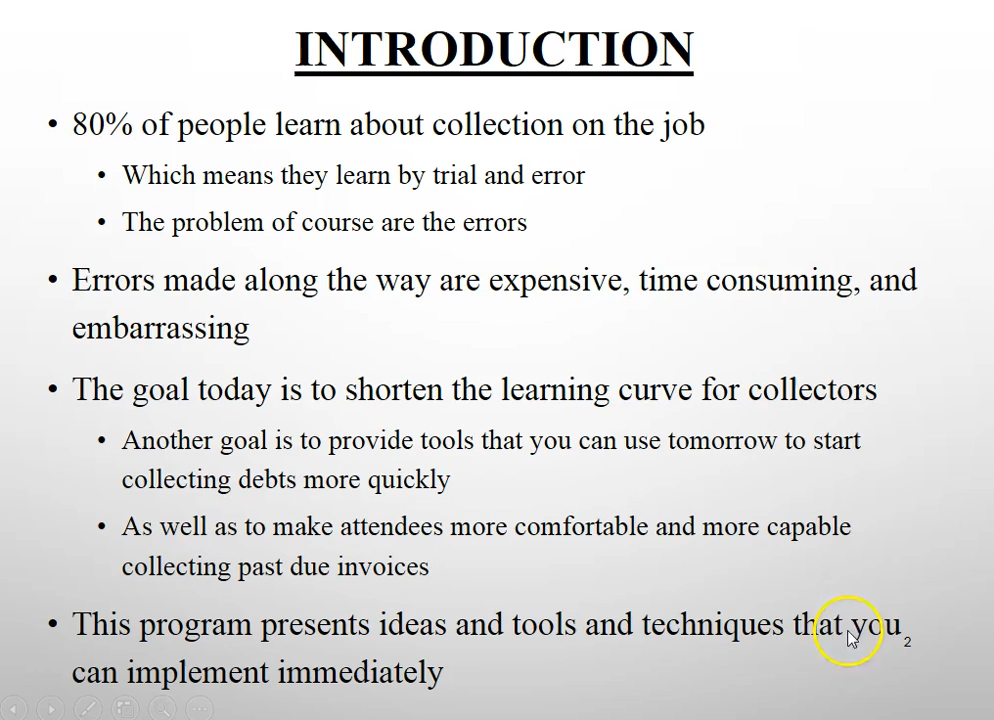 INTRODUCTION
• 80% of people learn about collection on the job
• Which means they learn by trial and error
• The problem of course are the errors
• Errors made along the way are expensive, time consuming, and
embarrassing
• The goal today is to shorten the learning curve for collectors
• Another goal is to provide tools that you can use tomorrow to start
collecting debts more quickly
• As well as to make attendees more comfortable and more capable
collecting past due invoices
• This program presents ideas and tools and techniques that you
can implement immediately
2